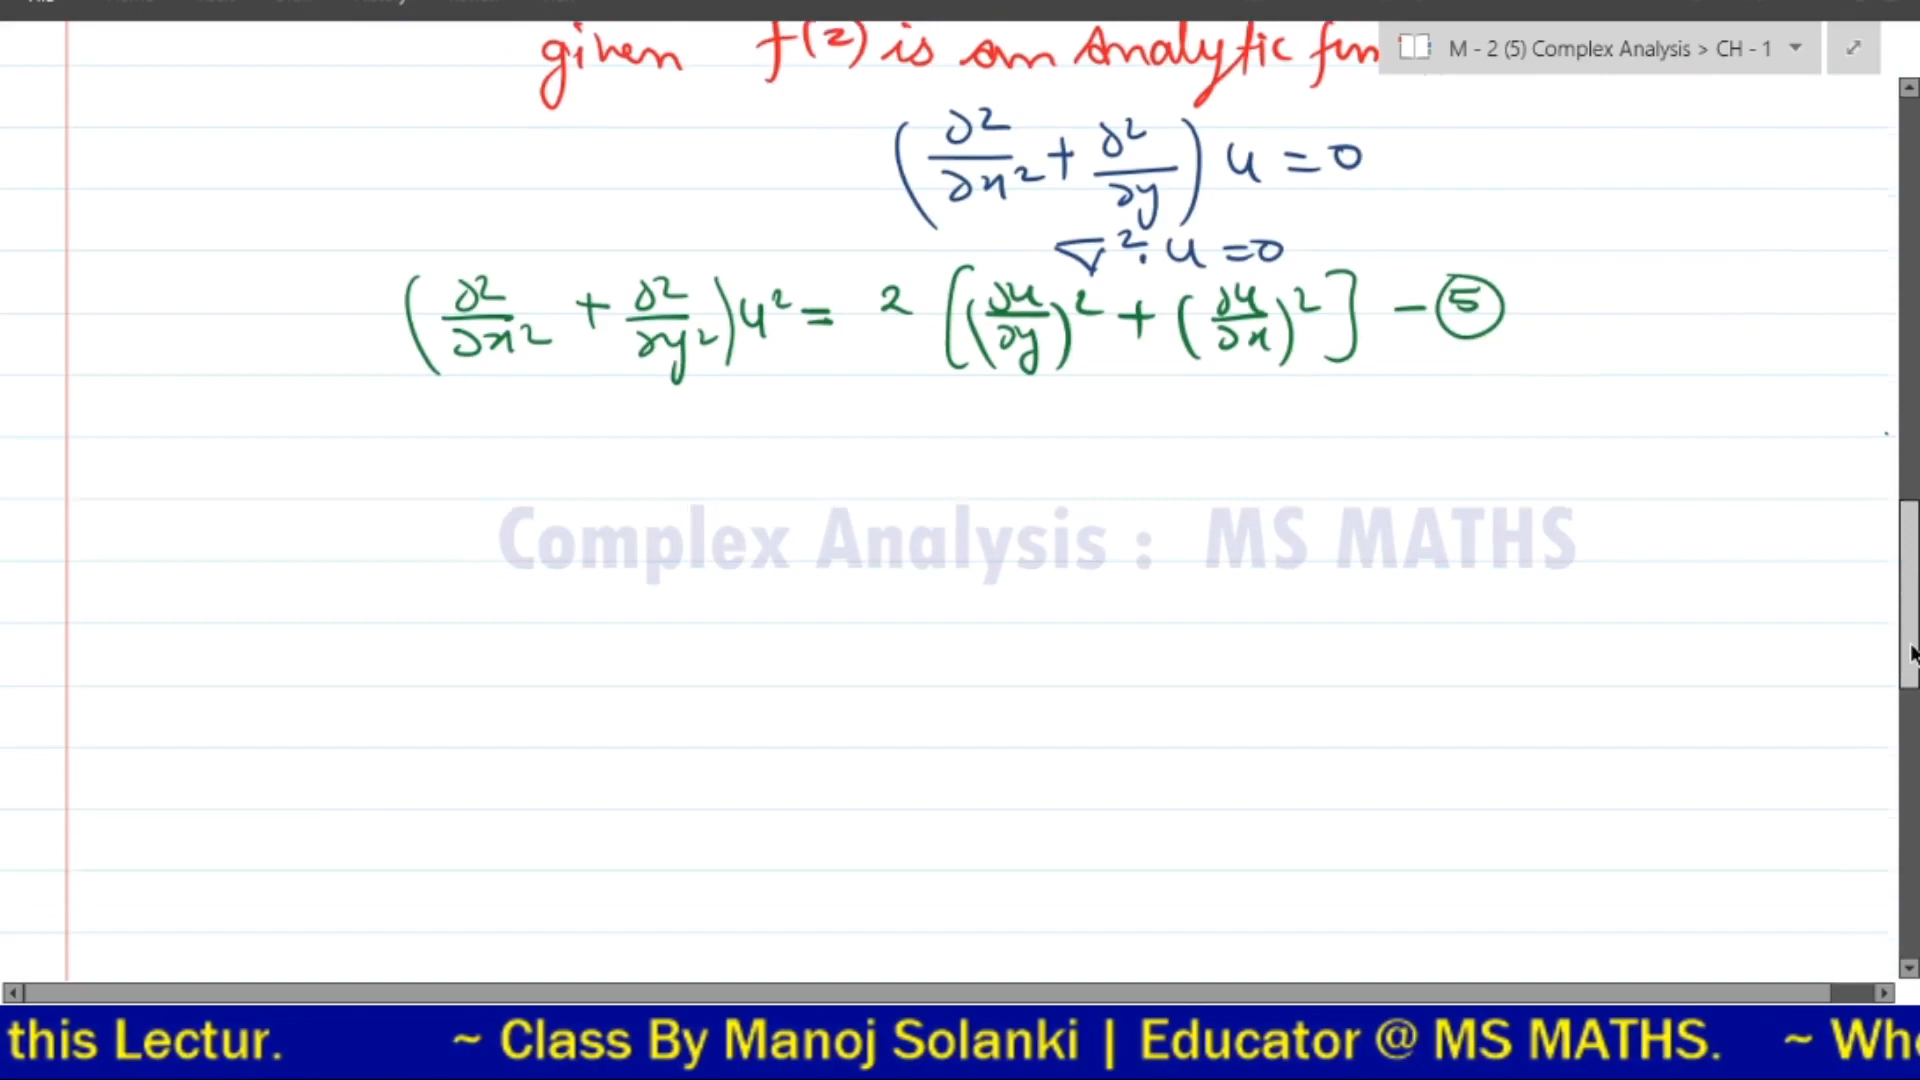 given f(z) is an Analytic fun
M - 2 (5) Complex Analysis > CH - 1
(∂²/∂x² + ∂²/∂y) u = 0
∇². u = 0
(∂²/∂x² + ∂²/∂y²) u² = 2 [(∂u/∂y)² + (∂u/∂x)²] - ⑤
Complex Analysis : MS MATHS
this Lectur. ~ Class By Manoj Solanki | Educator @ MS MATHS. ~ Who